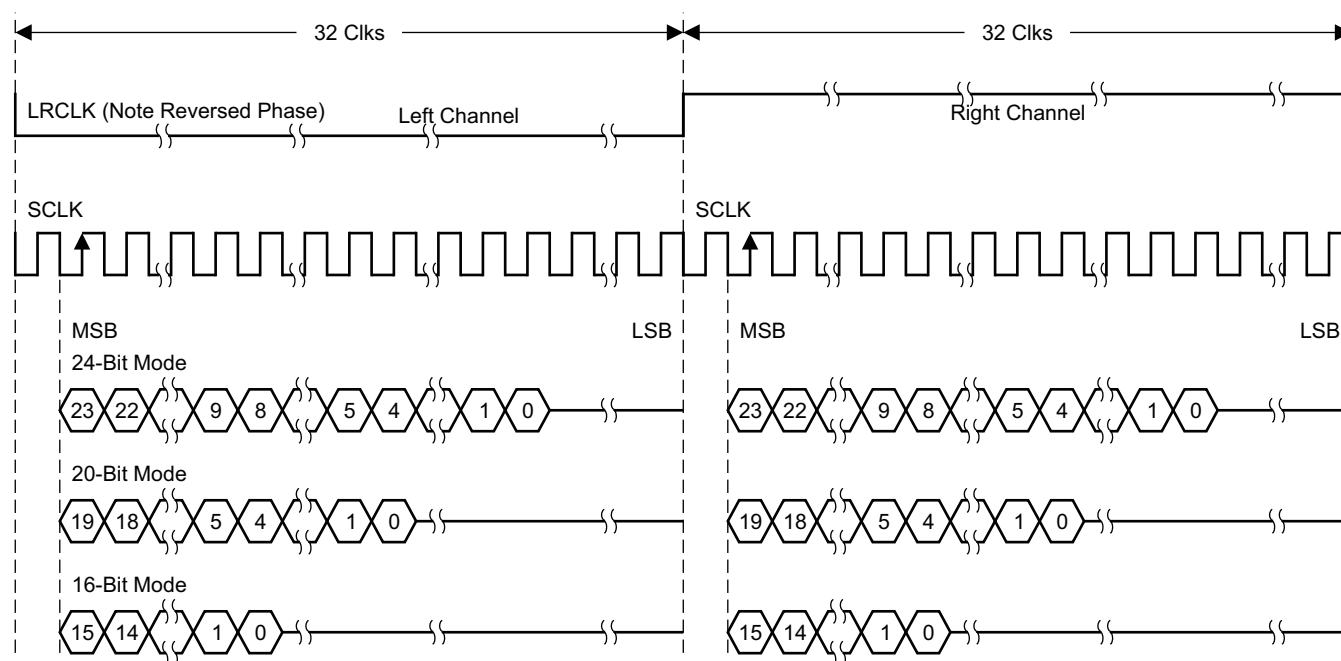 32 Clks 32 Clks
LRCLK (Note Reversed Phase) Left Channel Right Channel
SCLK SCLK
MSB LSB MSB LSB
24-Bit Mode
23 22 9 8 5 4 1 0 23 22 9 8 5 4 1 0
20-Bit Mode
19 18 5 4 1 0 19 18 5 4 1 0
16-Bit Mode
15 14 1 0 15 14 1 0